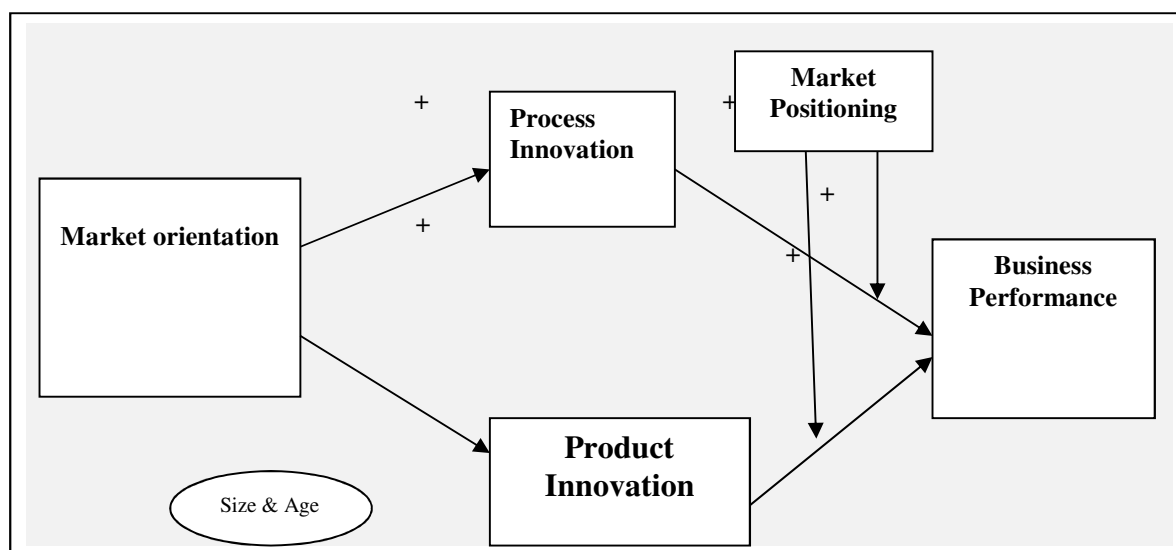 Market
Positioning
+
+
Process
Innovation
+
Market orientation
+
+
Business
Performance
Product
Innovation
Size & Age